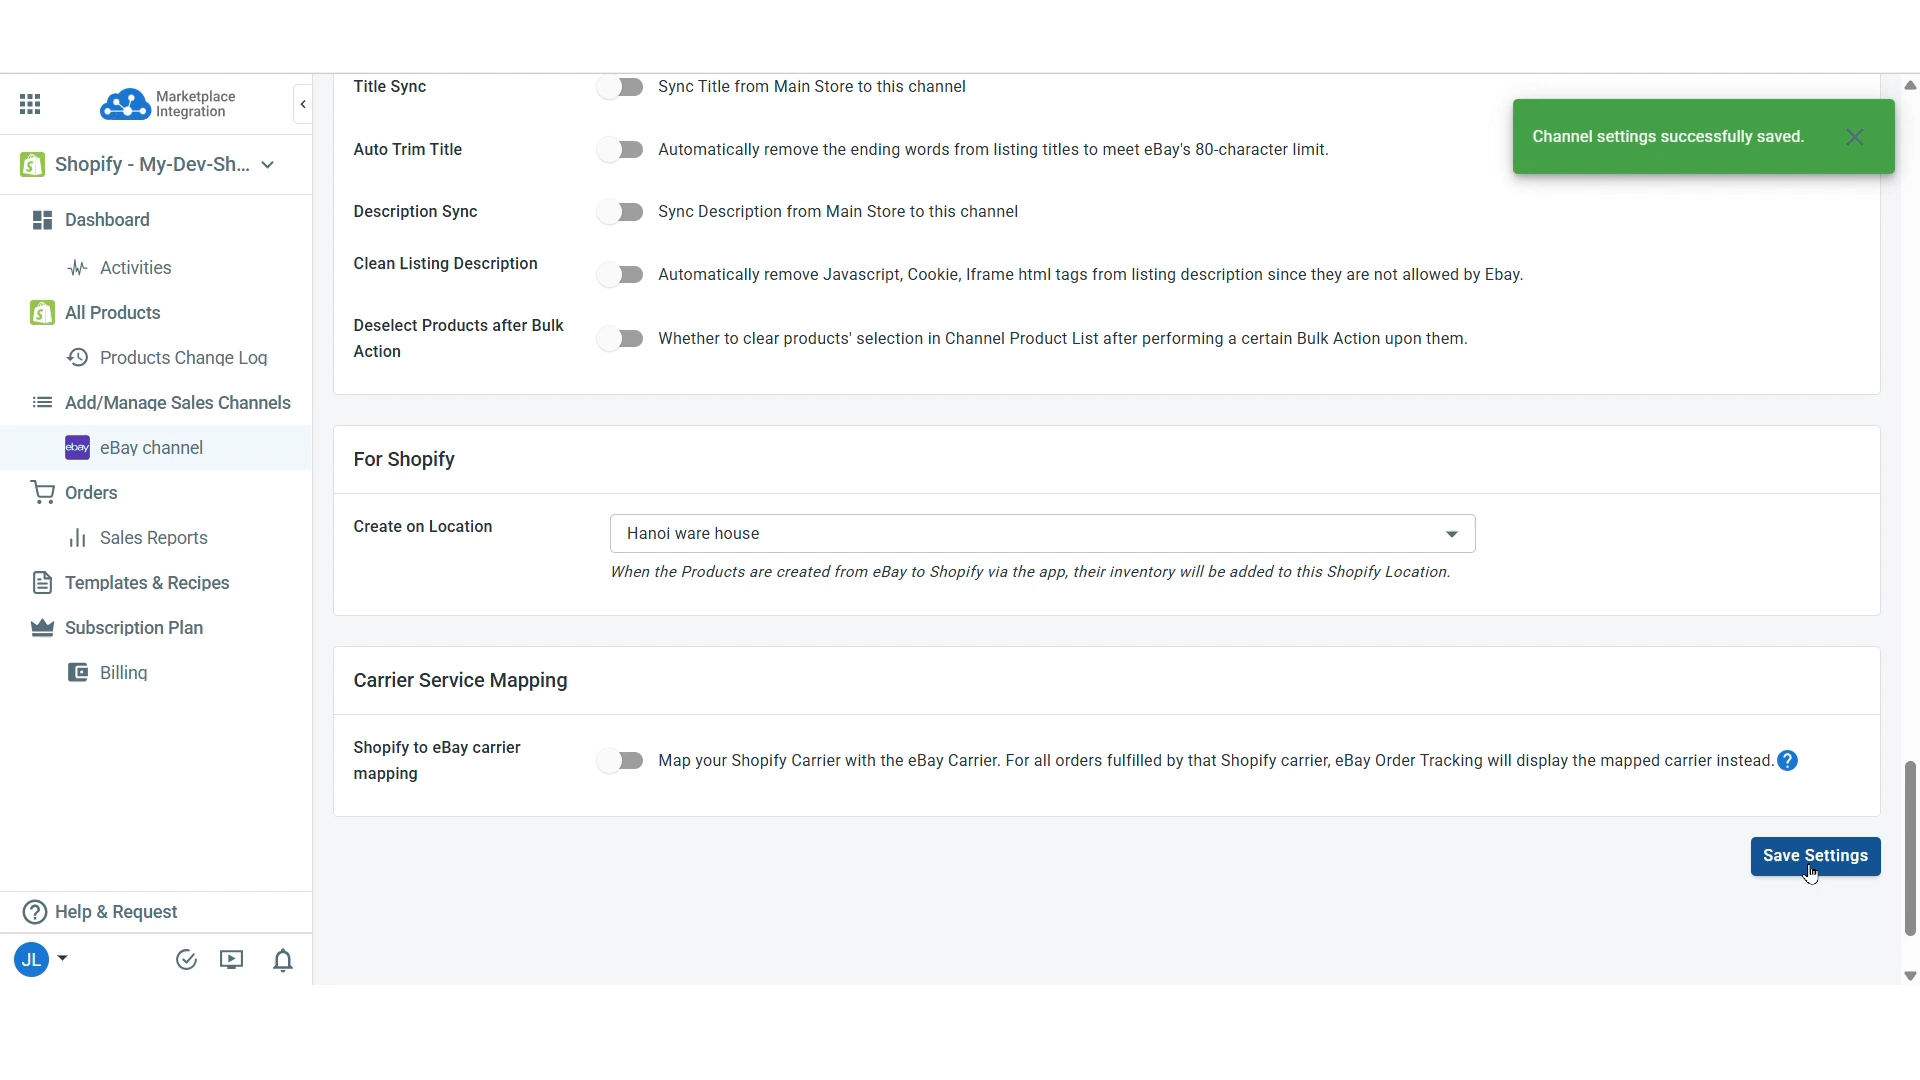 Marketplace
Integration
Shopify - My-Dev-Sh...
Dashboard
Activities
All Products
Products Change Log
Add/Manage Sales Channels
ebay eBay channel
Orders
Sales Reports
Templates & Recipes
Subscription Plan
Billing
Help & Request
JL
Title Sync
Sync Title from Main Store to this channel
Channel settings successfully saved.
Auto Trim Title
Automatically remove the ending words from listing titles to meet eBay's 80-character limit.
Description Sync
Sync Description from Main Store to this channel
Clean Listing Description
Automatically remove Javascript, Cookie, Iframe html tags from listing description since they are not allowed by Ebay.
Deselect Products after Bulk
Action
Whether to clear products' selection in Channel Product List after performing a certain Bulk Action upon them.
For Shopify
Create on Location
Hanoi ware house
When the Products are created from eBay to Shopify via the app, their inventory will be added to this Shopify Location.
Carrier Service Mapping
Shopify to eBay carrier
mapping
Map your Shopify Carrier with the eBay Carrier. For all orders fulfilled by that Shopify carrier, eBay Order Tracking will display the mapped carrier instead. ?
Save Settings